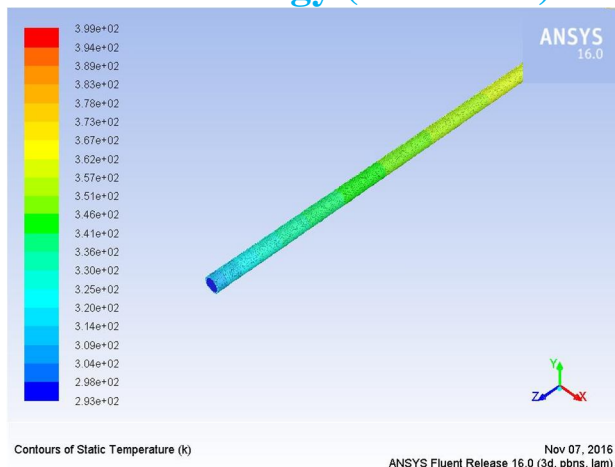 gy (
ANSYS
16.0
3.99e+02
3.94e+02
3.89e+02
3.83e+02
3.78e+02
3.73e+02
3.67e+02
3.62e+02
3.57e+02
3.51e+02
3.46e+02
3.41e+02
3.36e+02
3.30e+02
3.25e+02
3.20e+02
3.14e+02
3.09e+02
3.04e+02
2.98e+02
2.93e+02
Y
Z
X
Contours of Static Temperature (k)
Nov 07, 2016
ANSYS Fluent Release 16.0 (3d, pbns, lam)